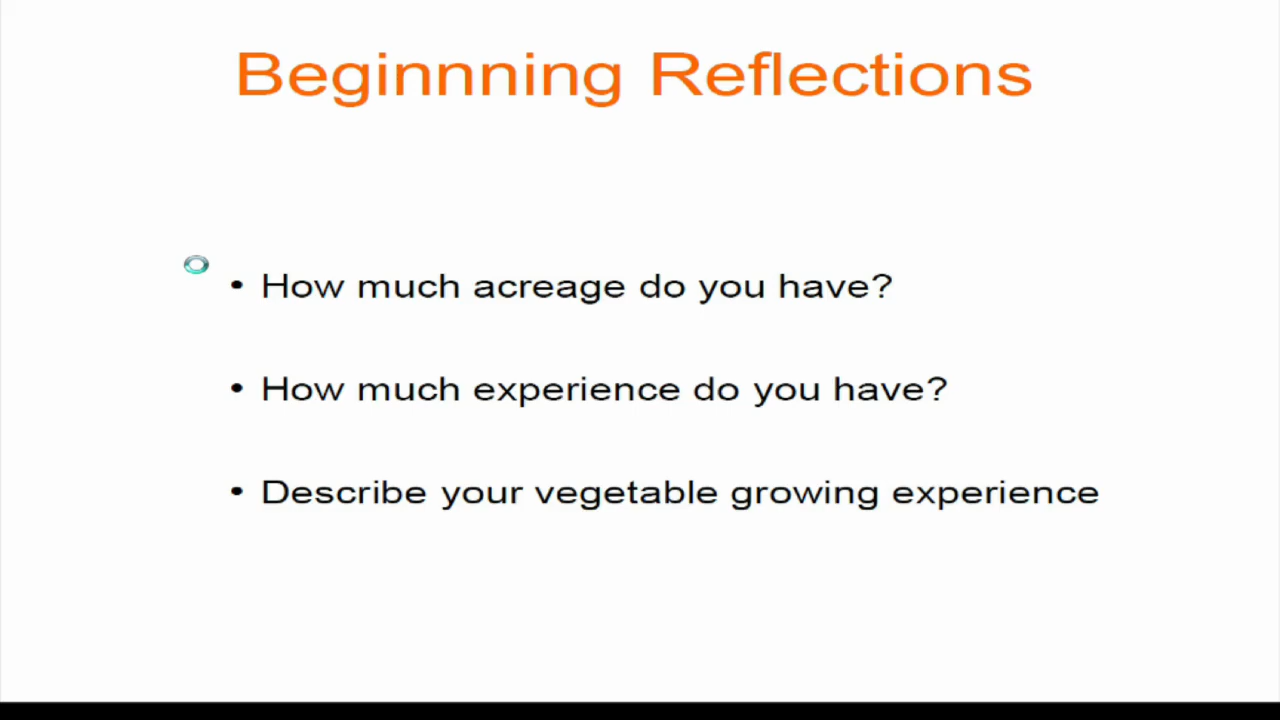 Beginnning Reflections
• How much acreage do you have?
• How much experience do you have?
• Describe your vegetable growing experience